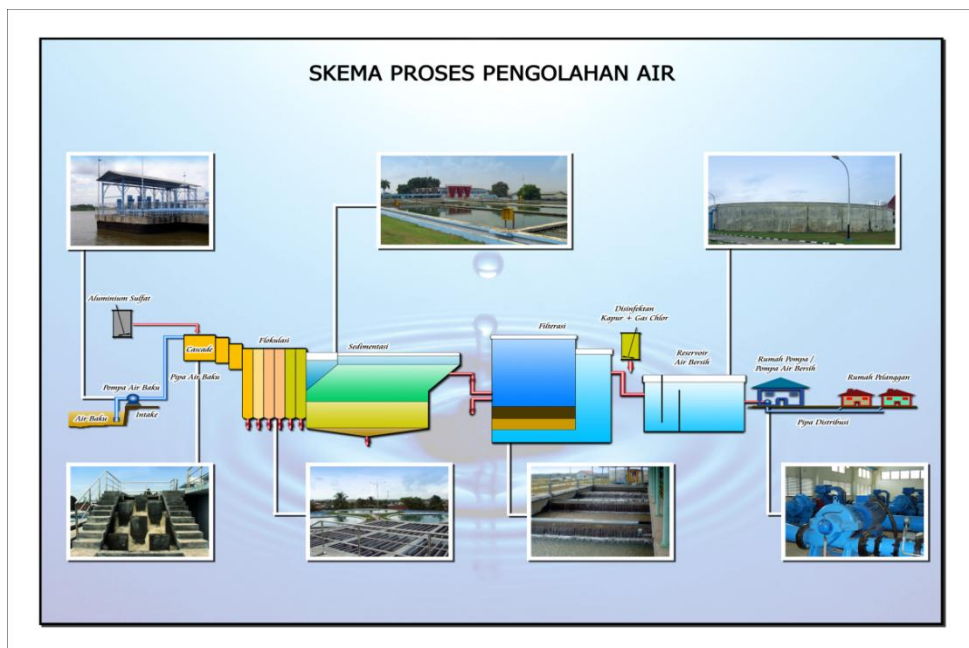 SKEMA PROSES PENGOLAHAN AIR
Aluminium Sulfat
Cascade
Flokulasi
Sedimentasi
Filterasi
Disinfektan
Kapur + Gas Chlor
Reservoir
Air Bersih
Rumah Pompa /
Pompa Air Bersih
Rumah Pelanggan
Pompa Air Baku
Pipa Air Baku
Air Baku
Intake
Pipa Distribusi